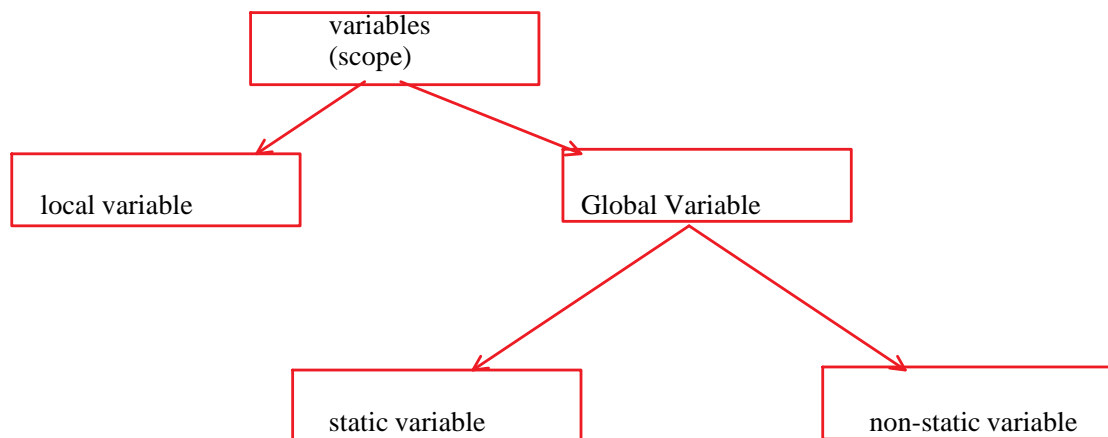 variables
(scope)
local variable
Global Variable
static variable
non-static variable